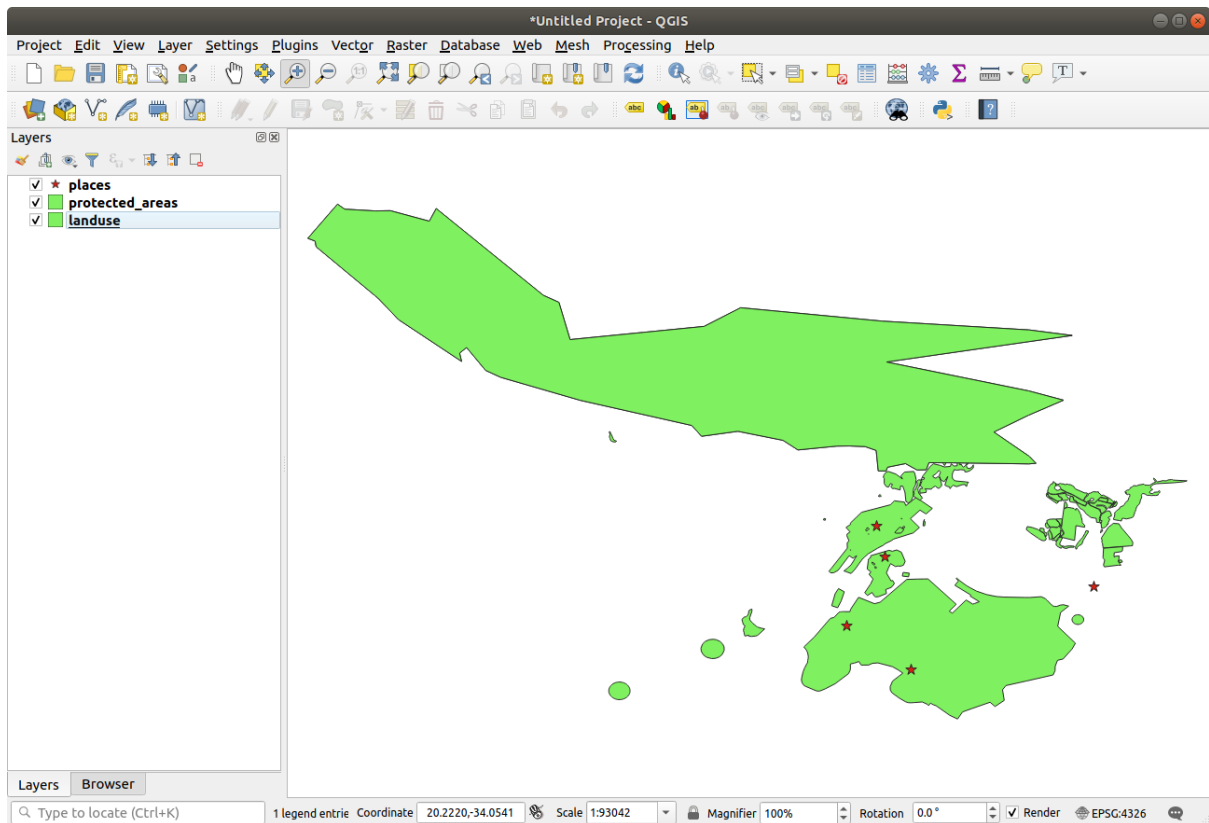 *Untitled Project - QGIS
Project Edit View Layer Settings Plugins Vector Raster Database Web Mesh Processing Help
Layers
places
protected_areas
landuse
Layers Browser
Type to locate (Ctrl+K) 1 legend entrie Coordinate 20.2220,-34.0541 Scale 1:93042 Magnifier 100% Rotation 0.0 ° Render EPSG:4326